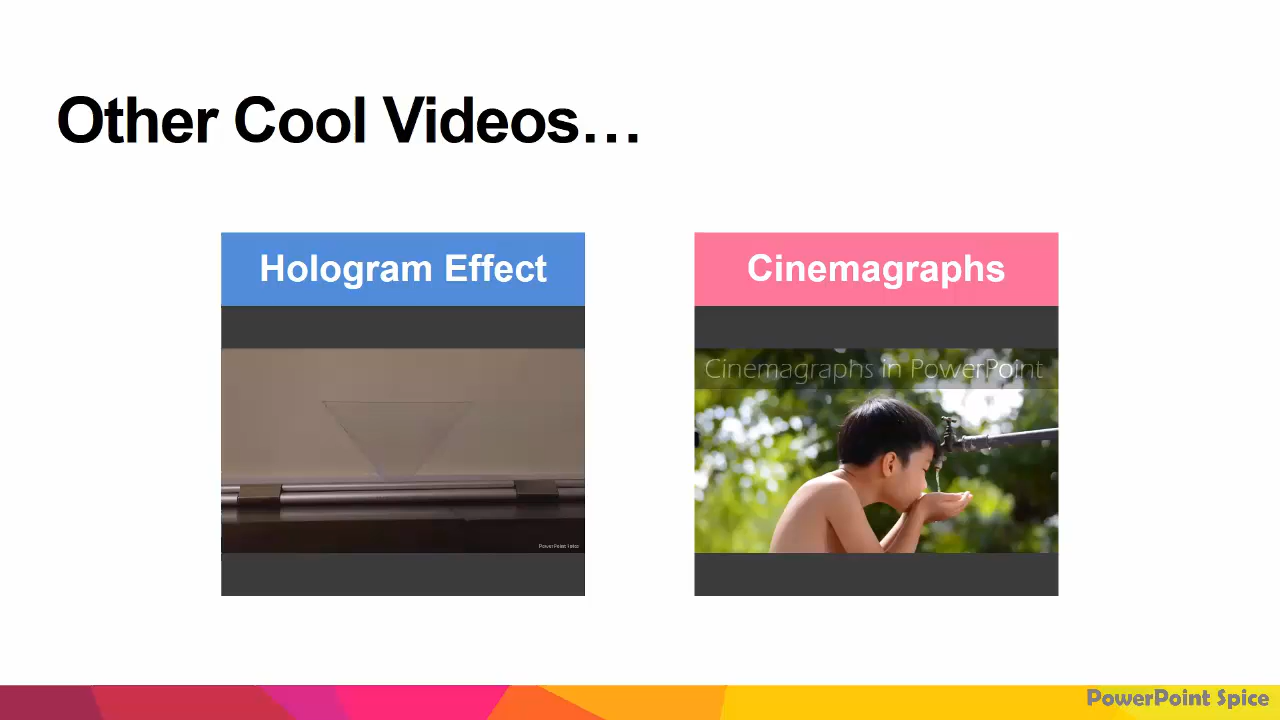 Other Cool Videos…
Hologram Effect
Cinemagraphs
Cinemagraphs in PowerPoint
PowerPoint Spice